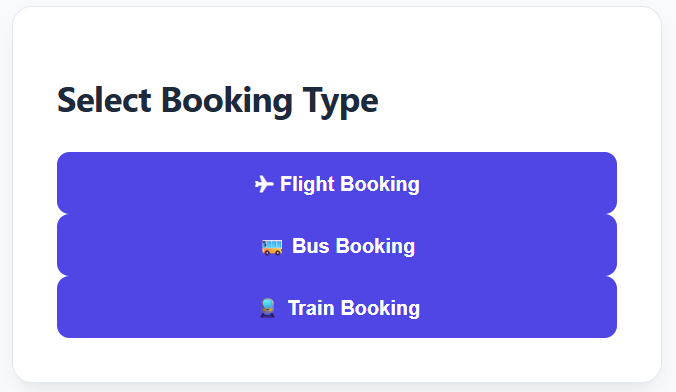 Select Booking Type
✈ Flight Booking
🚌 Bus Booking
🚆 Train Booking